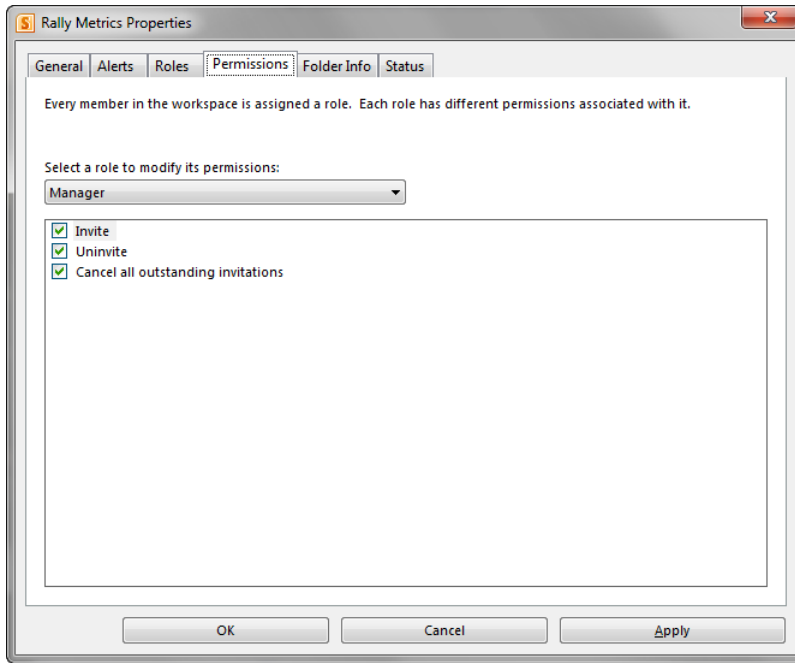 Rally Metrics Properties
General Alerts Roles Permissions Folder Info Status
Every member in the workspace is assigned a role. Each role has different permissions associated with it.
Select a role to modify its permissions:
Manager
Invite
Uninvite
Cancel all outstanding invitations
OK Cancel Apply